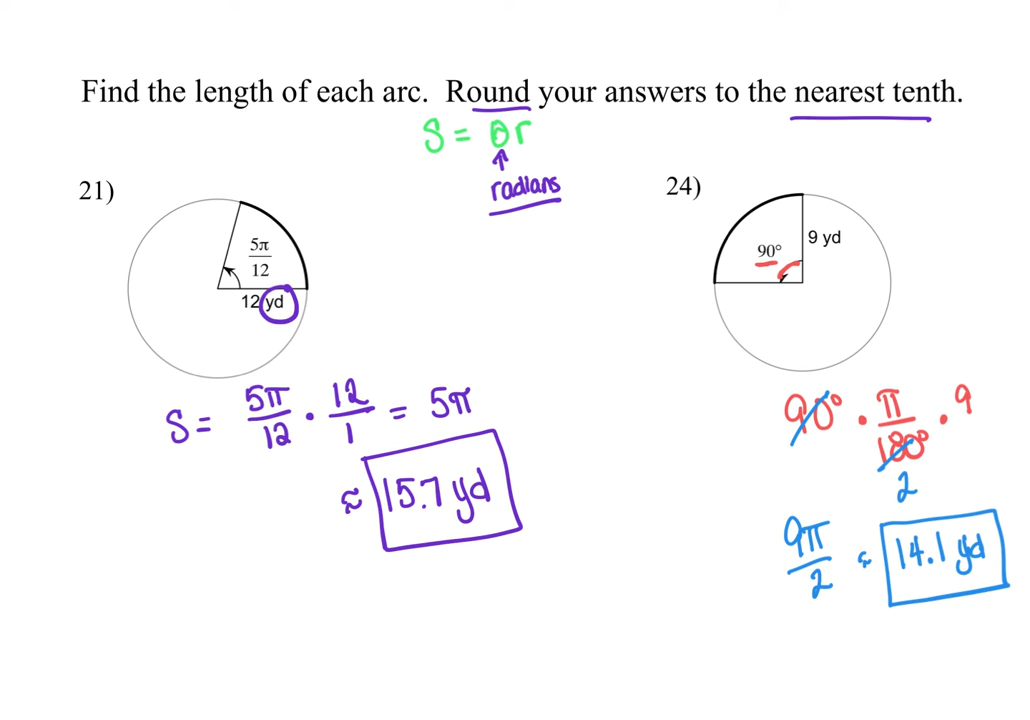 Find the length of each arc. Round your answers to the nearest tenth.
S = θr
↑
radians
21)
5π
12
12 yd
S = 5π/12 · 12/1 = 5π
≈ 15.7 yd
24)
9 yd
90°
90° · π/180° · 9
2
9π/2 ≈ 14.1 yd